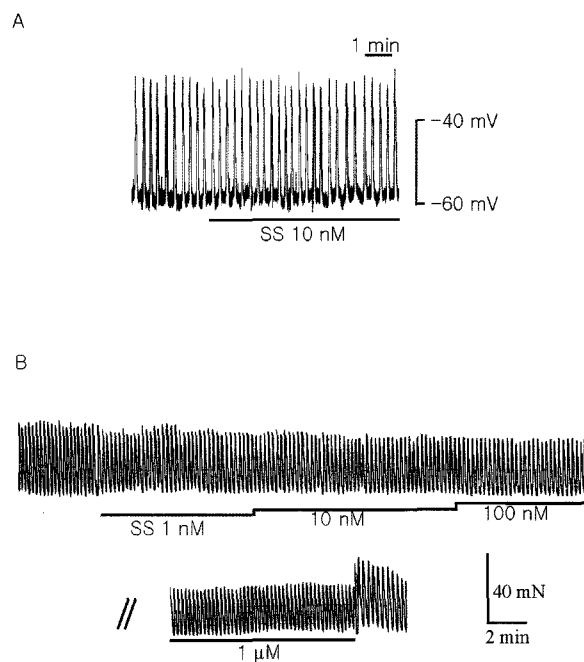 A
1 min
-40 mV
-60 mV
SS 10 nM
B
SS 1 nM
10 nM
100 nM
//
1 μM
40 mN
2 min